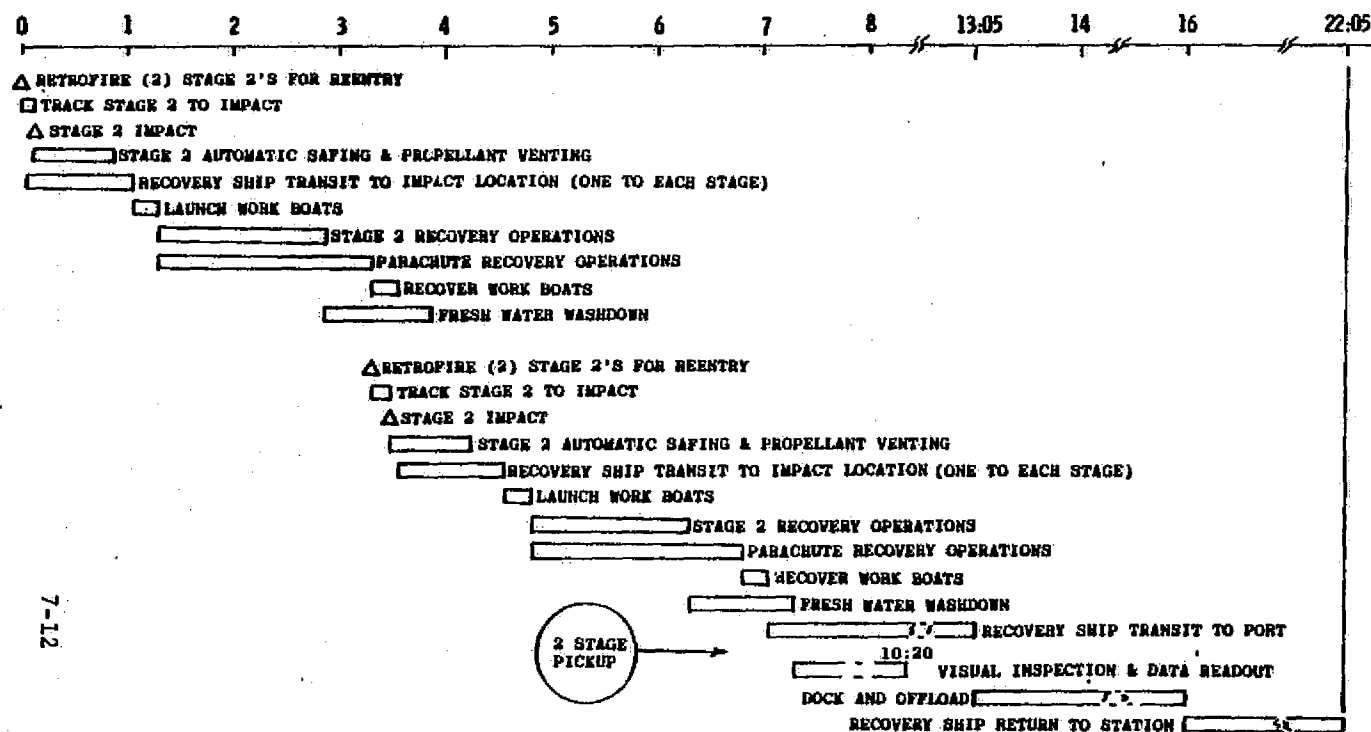 0 1 2 3 4 5 6 7 8 13:05 14 16 22:05
RETROFIRE (2) STAGE 2'S FOR REENTRY
TRACK STAGE 2 TO IMPACT
STAGE 2 IMPACT
STAGE 2 AUTOMATIC SAFING & PROPELLANT VENTING
RECOVERY SHIP TRANSIT TO IMPACT LOCATION (ONE TO EACH STAGE)
LAUNCH WORK BOATS
STAGE 2 RECOVERY OPERATIONS
PARACHUTE RECOVERY OPERATIONS
RECOVER WORK BOATS
FRESH WATER WASHDOWN
RETROFIRE (2) STAGE 2'S FOR REENTRY
TRACK STAGE 2 TO IMPACT
STAGE 2 IMPACT
STAGE 2 AUTOMATIC SAFING & PROPELLANT VENTING
RECOVERY SHIP TRANSIT TO IMPACT LOCATION (ONE TO EACH STAGE)
LAUNCH WORK BOATS
STAGE 2 RECOVERY OPERATIONS
PARACHUTE RECOVERY OPERATIONS
RECOVER WORK BOATS
FRESH WATER WASHDOWN
2 STAGE
PICKUP
RECOVERY SHIP TRANSIT TO PORT
10:20
VISUAL INSPECTION & DATA READOUT
DOCK AND OFFLOAD
RECOVERY SHIP RETURN TO STATION
7-12